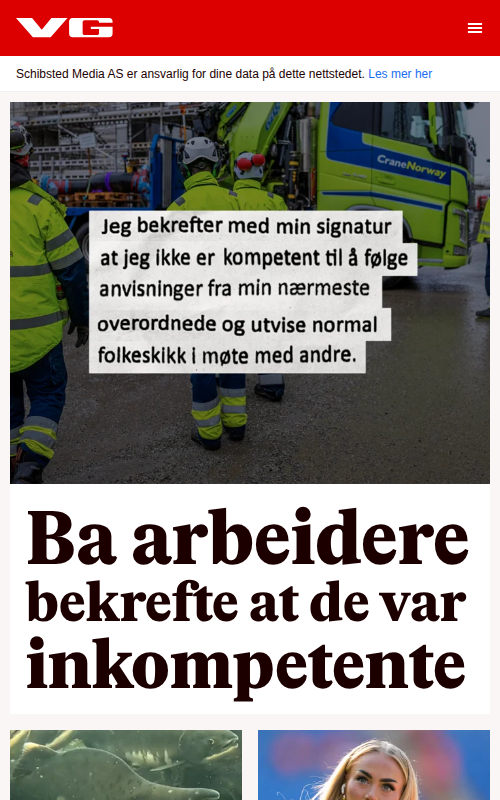 VG
Schibsted Media AS er ansvarlig for dine data på dette nettstedet. Les mer her
CraneNorway
Jeg bekrefter med min signatur
at jeg ikke er kompetent til å følge
anvisninger fra min nærmeste
overordnede og utvise normal
folkeskikk i møte med andre.
Ba arbeidere
bekrefte at de var
inkompetente